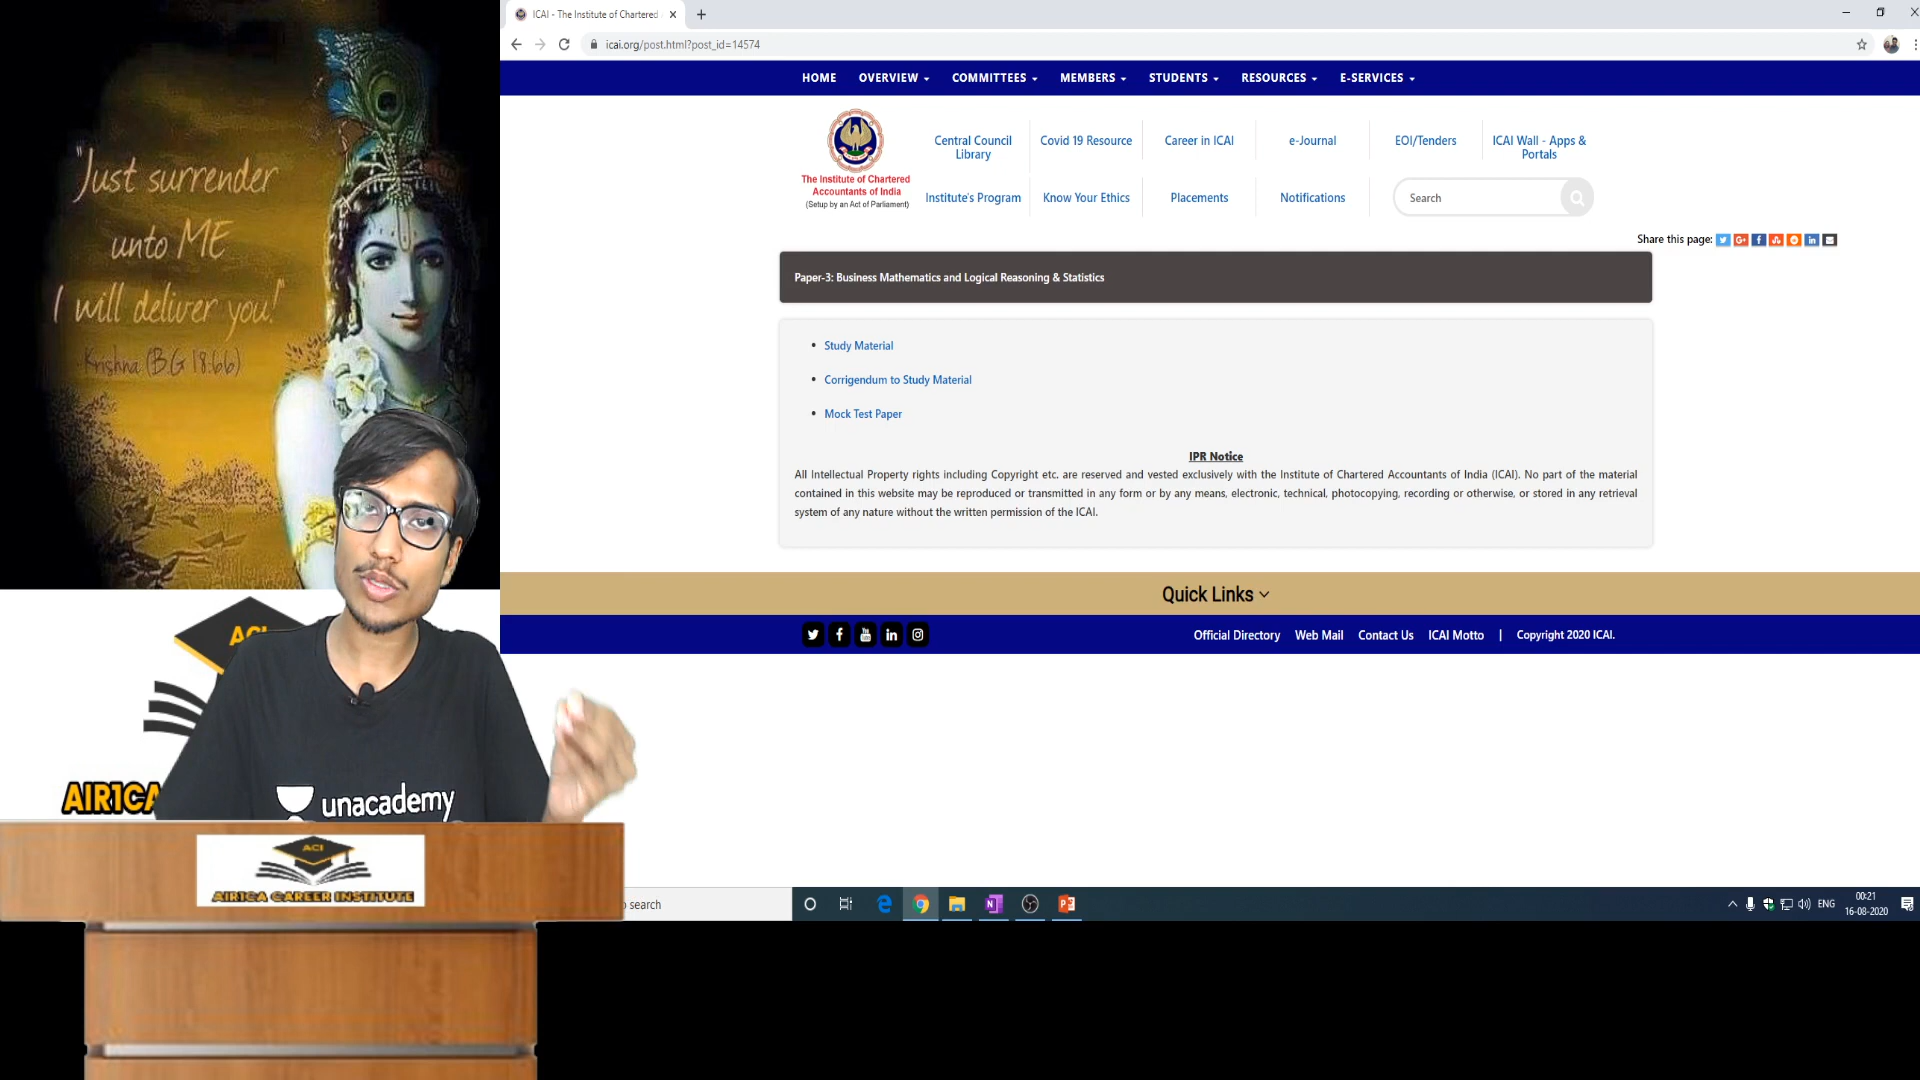 "Just surrender
unto ME
I will deliver you!"
Krishna (B.G 18:66)
ACI
AIR1CA
unacademy
ACI
AIR1CA CAREER INSTITUTE
ICAI - The Institute of Chartered
icai.org/post.html?post_id=14574
HOME OVERVIEW COMMITTEES MEMBERS STUDENTS RESOURCES E-SERVICES
The Institute of Chartered
Accountants of India
(Setup by an Act of Parliament)
Central Council
Library
Covid 19 Resource
Career in ICAI
e-Journal
EOI/Tenders
ICAI Wall - Apps &
Portals
Institute's Program
Know Your Ethics
Placements
Notifications
Search
Share this page:
Paper-3: Business Mathematics and Logical Reasoning & Statistics
• Study Material
• Corrigendum to Study Material
• Mock Test Paper
IPR Notice
All Intellectual Property rights including Copyright etc. are reserved and vested exclusively with the Institute of Chartered Accountants of India (ICAI). No part of the material
contained in this website may be reproduced or transmitted in any form or by any means, electronic, technical, photocopying, recording or otherwise, or stored in any retrieval
system of any nature without the written permission of the ICAI.
Quick Links
Official Directory Web Mail Contact Us ICAI Motto | Copyright 2020 ICAI.
search
ENG
00:21
16-08-2020